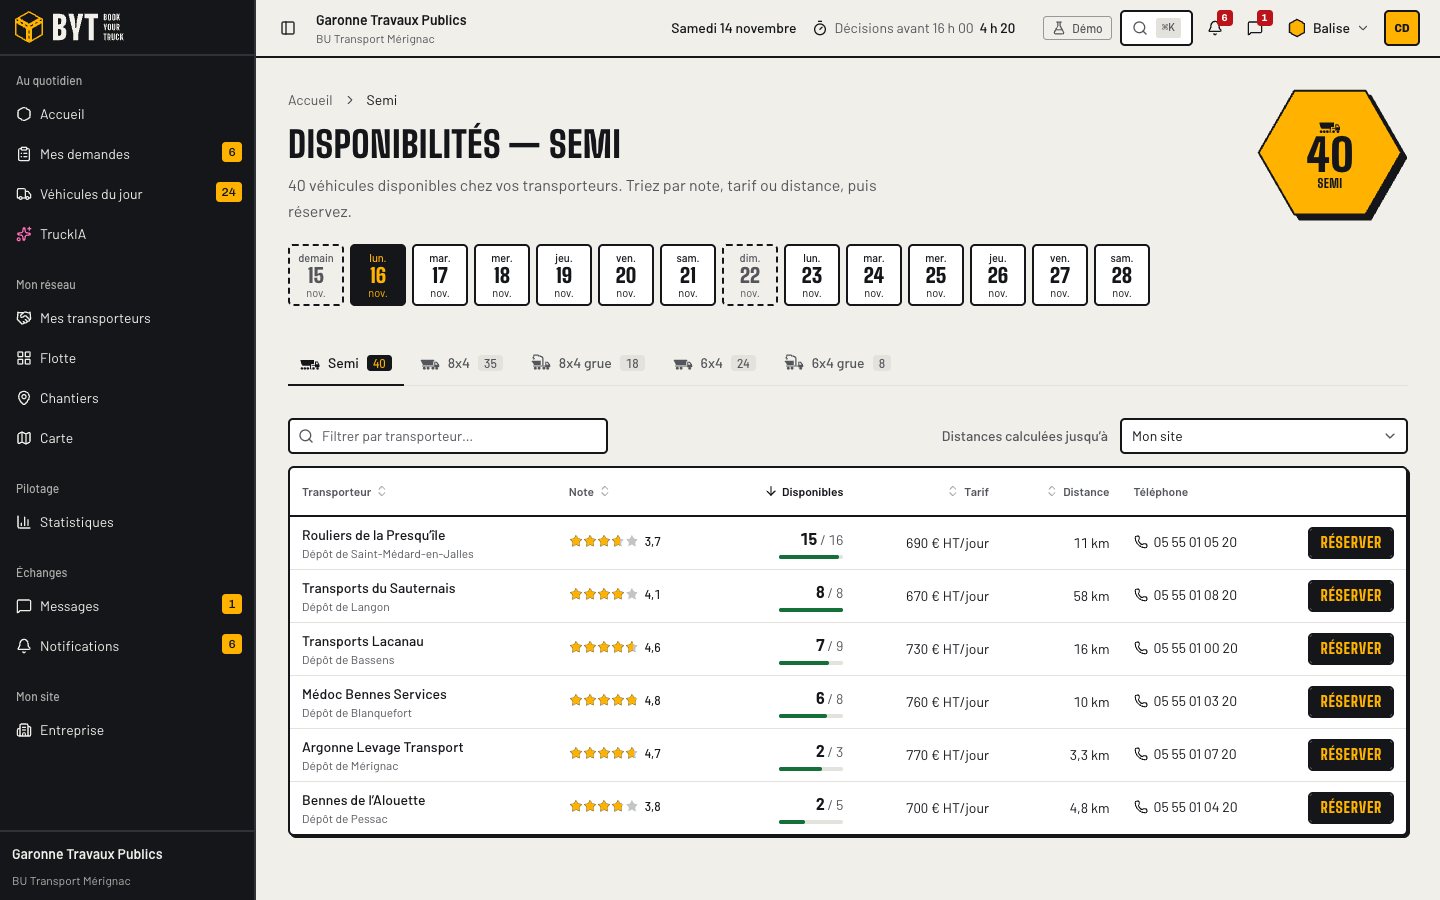 BYT BOOK YOUR TRUCK
Garonne Travaux Publics
BU Transport Mérignac
Samedi 14 novembre
Décisions avant 16 h 00 4 h 20
Démo
⌘K
6
1
Balise
CD
Au quotidien
Accueil
Mes demandes 6
Véhicules du jour 24
TruckIA
Mon réseau
Mes transporteurs
Flotte
Chantiers
Carte
Pilotage
Statistiques
Échanges
Messages 1
Notifications 6
Mon site
Entreprise
Garonne Travaux Publics
BU Transport Mérignac
Accueil > Semi
DISPONIBILITÉS — SEMI
40 véhicules disponibles chez vos transporteurs. Triez par note, tarif ou distance, puis
réservez.
40
SEMI
demain 15 nov.
lun. 16 nov.
mar. 17 nov.
mer. 18 nov.
jeu. 19 nov.
ven. 20 nov.
sam. 21 nov.
dim. 22 nov.
lun. 23 nov.
mar. 24 nov.
mer. 25 nov.
jeu. 26 nov.
ven. 27 nov.
sam. 28 nov.
Semi 40 8x4 35 8x4 grue 18 6x4 24 6x4 grue 8
Filtrer par transporteur...
Distances calculées jusqu'à Mon site
Transporteur Note Disponibles Tarif Distance Téléphone
Rouliers de la Presqu'île 3,7 15 / 16 690 € HT/jour 11 km 05 55 01 05 20 RÉSERVER
Dépôt de Saint-Médard-en-Jalles
Transports du Sauternais 4,1 8 / 8 670 € HT/jour 58 km 05 55 01 08 20 RÉSERVER
Dépôt de Langon
Transports Lacanau 4,6 7 / 9 730 € HT/jour 16 km 05 55 01 00 20 RÉSERVER
Dépôt de Bassens
Médoc Bennes Services 4,8 6 / 8 760 € HT/jour 10 km 05 55 01 03 20 RÉSERVER
Dépôt de Blanquefort
Argonne Levage Transport 4,7 2 / 3 770 € HT/jour 3,3 km 05 55 01 07 20 RÉSERVER
Dépôt de Mérignac
Bennes de l'Alouette 3,8 2 / 5 700 € HT/jour 4,8 km 05 55 01 04 20 RÉSERVER
Dépôt de Pessac